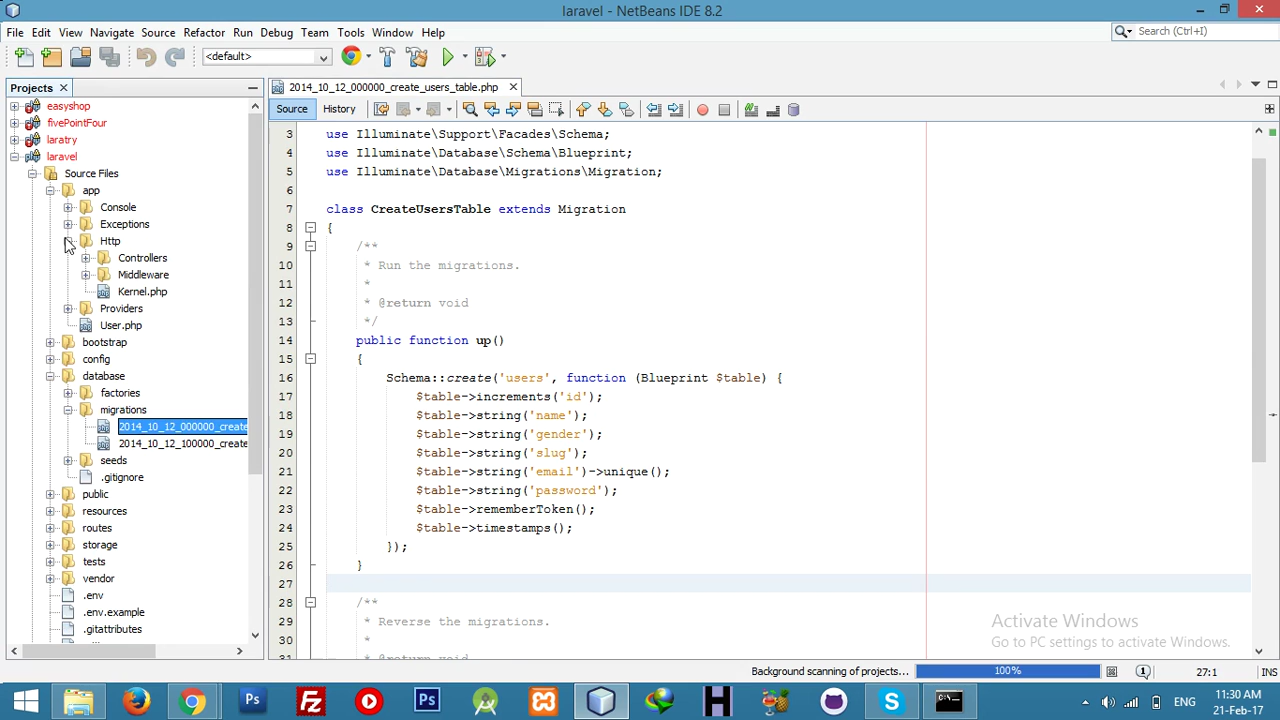 laravel - NetBeans IDE 8.2
File Edit View Navigate Source Refactor Run Debug Team Tools Window Help
Search (Ctrl+I)
<default>
Projects
2014_10_12_000000_create_users_table.php
Source History
easyshop
fivePointFour
laratry
laravel
Source Files
app
Console
Exceptions
Http
Controllers
Middleware
Kernel.php
Providers
User.php
bootstrap
config
database
factories
migrations
2014_10_12_000000_create
2014_10_12_100000_create
seeds
.gitignore
public
resources
routes
storage
tests
vendor
.env
.env.example
.gitattributes
3 use Illuminate\Support\Facades\Schema;
4 use Illuminate\Database\Schema\Blueprint;
5 use Illuminate\Database\Migrations\Migration;
6
7 class CreateUsersTable extends Migration
8 {
9 /**
10 * Run the migrations.
11 *
12 * @return void
13 */
14 public function up()
15 {
16 Schema::create('users', function (Blueprint $table) {
17 $table->increments('id');
18 $table->string('name');
19 $table->string('gender');
20 $table->string('slug');
21 $table->string('email')->unique();
22 $table->string('password');
23 $table->rememberToken();
24 $table->timestamps();
25 });
26 }
27
28 /**
29 * Reverse the migrations.
30 *
31 * @return void
Activate Windows
Go to PC settings to activate Windows.
Background scanning of projects... 100% 27:1 INS
Ps Fz Ps S
ENG
11:30 AM
21-Feb-17